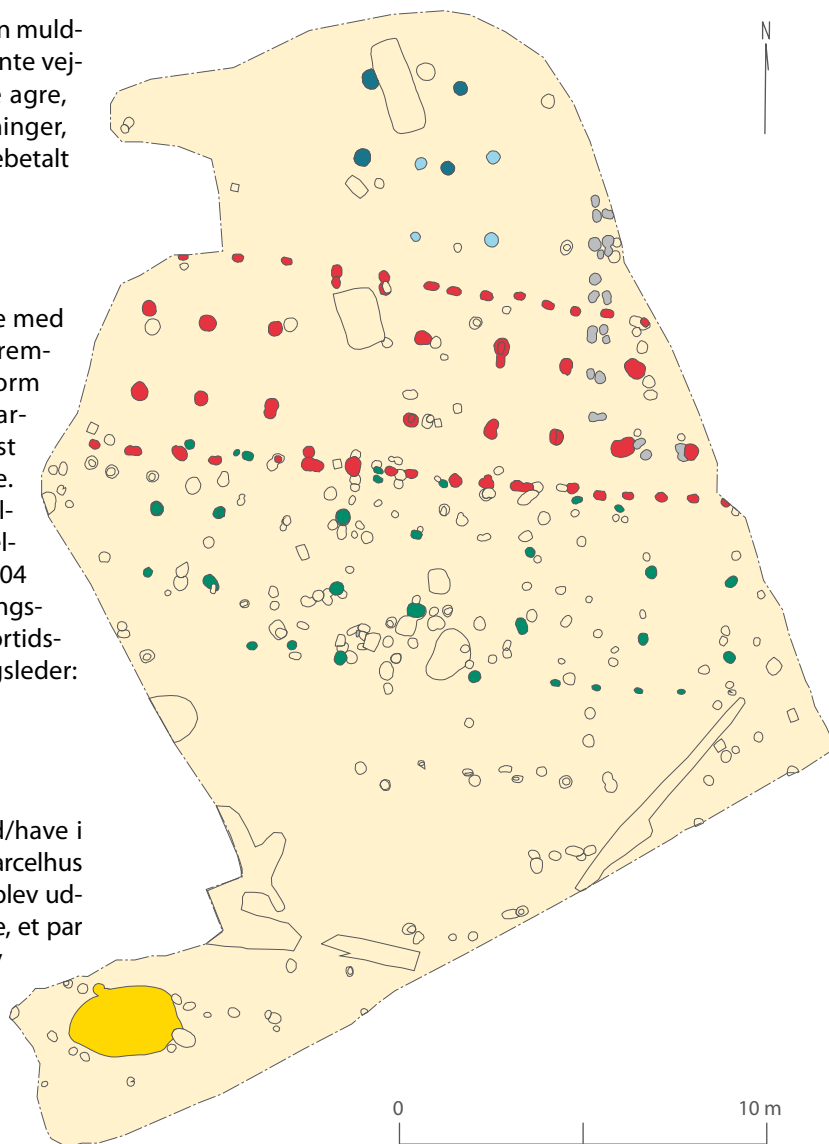 n muld-
nte vej-
e agre,
ninger,
ebetalt
e med
rem-
orm
ar-
st
e.
l-
el-
04
ngs-
ortids-
gsleder:
d/have i
arcelhus
blev ud-
e, et par
N
0
10 m